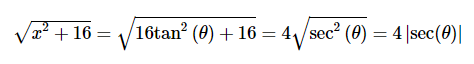 √(x² + 16) = √(16tan² (θ) + 16) = 4√(sec² (θ)) = 4 |sec(θ)|